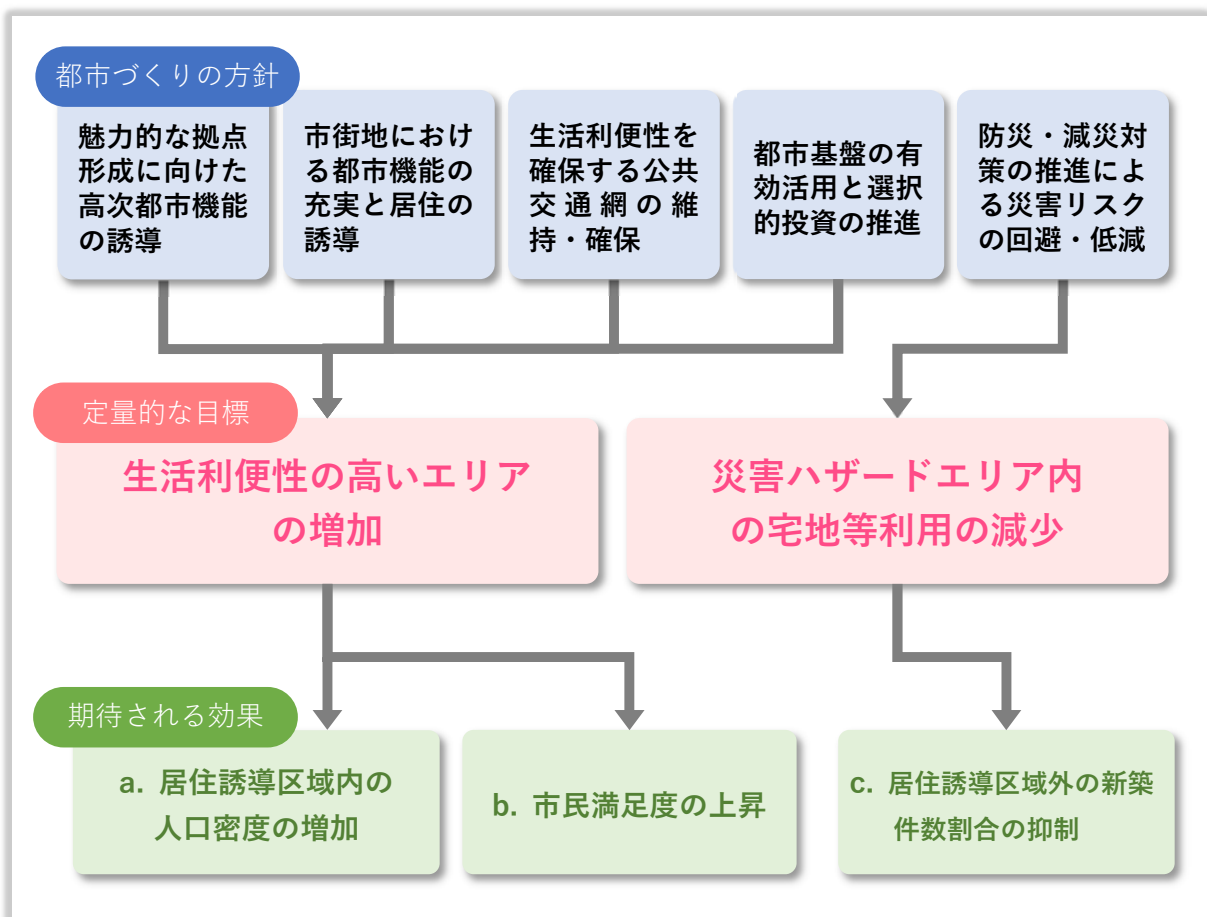 都市づくりの方針
魅力的な拠点
形成に向けた
高次都市機能
の誘導
市街地におけ
る都市機能の
充実と居住の
誘導
生活利便性を
確保する公共
交通網の維
持・確保
都市基盤の有
効活用と選択
的投資の推進
防災・減災対
策の推進によ
る災害リスク
の回避・低減
定量的な目標
生活利便性の高いエリア
の増加
災害ハザードエリア内
の宅地等利用の減少
期待される効果
a. 居住誘導区域内の
人口密度の増加
b. 市民満足度の上昇
c. 居住誘導区域外の新築
件数割合の抑制